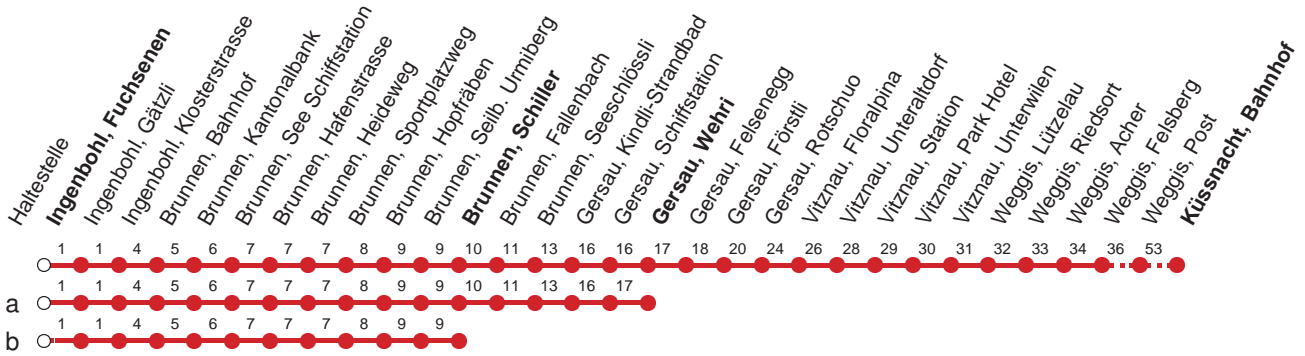 Haltestelle
Ingenbohl, Fuchsenen
Ingenbohl, Gätzli
Ingenbohl, Klosterstrasse
Brunnen, Bahnhof
Brunnen, Kantonalbank
Brunnen, See Schiffstation
Brunnen, Hafenstrasse
Brunnen, Heideweg
Brunnen, Sportplatzweg
Brunnen, Hopfräben
Brunnen, Seilb. Urmiberg
Brunnen, Schiller
Brunnen, Fallenbach
Brunnen, Seeschlössli
Gersau, Kindli-Strandbad
Gersau, Schiffstation
Gersau, Wehri
Gersau, Felsenegg
Gersau, Förstli
Gersau, Rotschuo
Vitznau, Floralpina
Vitznau, Unteraltdorf
Vitznau, Station
Vitznau, Park Hotel
Vitznau, Unterwilen
Weggis, Lützelau
Weggis, Riedsort
Weggis, Acher
Weggis, Felsberg
Weggis, Post
Küssnacht, Bahnhof
1 1 4 5 6 7 7 7 8 9 9 10 11 13 16 16 17 18 20 24 26 28 29 30 31 32 33 34 36 53
a 1 1 4 5 6 7 7 7 8 9 9 10 11 13 16 17
b 1 1 4 5 6 7 7 7 8 9 9